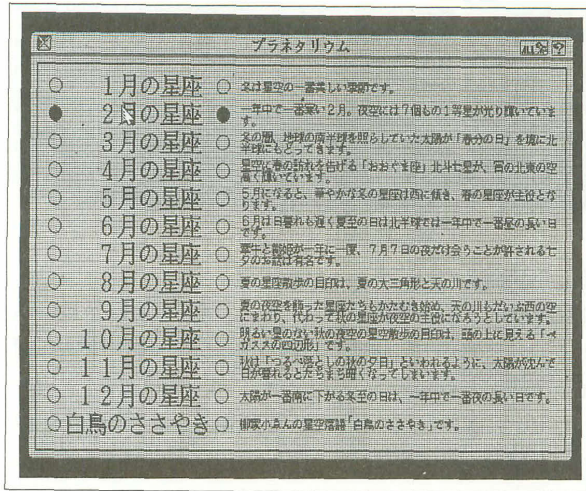 プラネタリウム
ALL
?
○ 1月の星座 ○ 冬は星空の一番美しい季節です。
● 2月の星座 ● 一年中で一番寒い2月。夜空には7個もの1等星が光り輝いていま
す。
○ 3月の星座 ○ 冬の間、地球の南半球を照らしていた太陽が「春分の日」を境に北
半球にもどってきます。
○ 4月の星座 ○ 星空に春の訪れを告げる「おおぐま座」北斗七星が、宵の北東の空
高く輝いています。
○ 5月の星座 ○ 5月になると、華やかな冬の星座は西に傾き、春の星座が主役とな
ります。
○ 6月の星座 ○ 6月は日暮れも遅く夏至の日は北半球では一年中で一番昼の長い日
です。
○ 7月の星座 ○ 牽牛と織姫が一年に一度、7月7日の夜だけ会うことが許される七
夕のお話は有名です。
○ 8月の星座 ○ 夏の星座散歩の目印は、夏の大三角形と天の川です。
○ 9月の星座 ○ 夏の夜空を飾った星座たちもかたむき始め、天の川もだいぶ西の空
にまわり、代わって秋の星座が夜空の主役になろうとしています。
○ 10月の星座 ○ 明るい星のない秋の夜空の星空散歩の目印は、頭の上に見える「ペ
ガススの四辺形」です。
○ 11月の星座 ○ 秋は「つるべ落としの秋の夕日」といわれるように、太陽が沈んで
日が暮れるとたちまち暗くなってしまいます。
○ 12月の星座 ○ 太陽が一番南に下がる冬至の日は、一年中で一番夜の長い日です。
○ 白鳥のささやき ○ 柳家小ゑんの星空落語「白鳥のささやき」です。